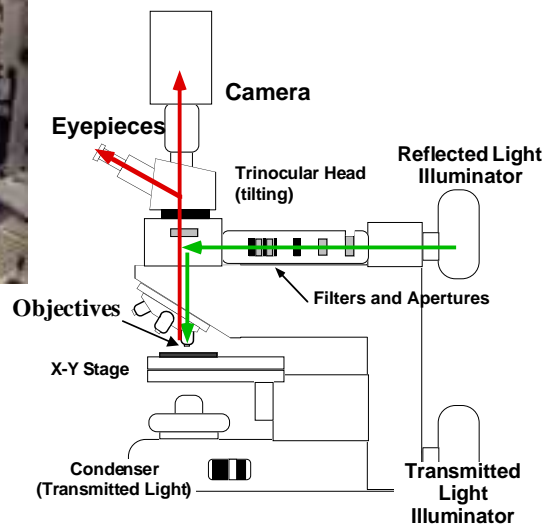 Camera
Eyepieces
Trinocular Head
(tilting)
Reflected Light
Illuminator
Filters and Apertures
Objectives
X-Y Stage
Condenser
(Transmitted Light)
Transmitted
Light
Illuminator